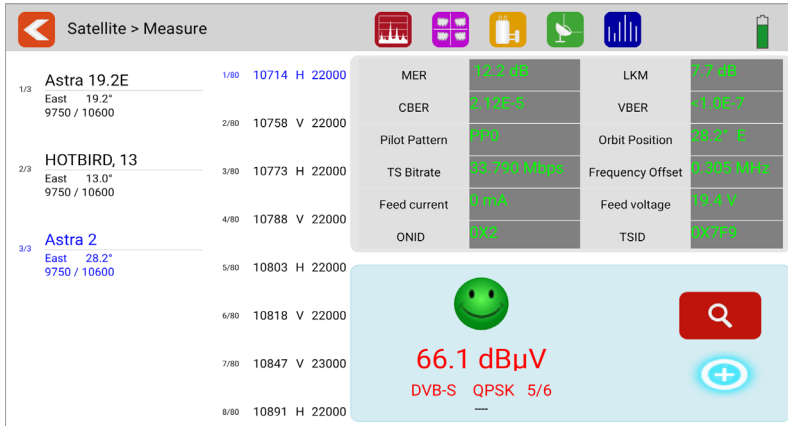 Satellite > Measure
1/3 Astra 19.2E
East 19.2°
9750 / 10600
2/3 HOTBIRD, 13
East 13.0°
9750 / 10600
3/3 Astra 2
East 28.2°
9750 / 10600
1/80 10714 H 22000
2/80 10758 V 22000
3/80 10773 H 22000
4/80 10788 V 22000
5/80 10803 H 22000
6/80 10818 V 22000
7/80 10847 V 23000
8/80 10891 H 22000
MER 12.2 dB LKM 7.7 dB
CBER 2.12E-5 VBER <1.0E-7
Pilot Pattern PP0 Orbit Position 28.2° E
TS Bitrate 33.790 Mbps Frequency Offset 0.305 MHz
Feed current 0 mA Feed voltage 19.4 V
ONID 0X2 TSID 0X7F9
66.1 dBµV
DVB-S QPSK 5/6
----